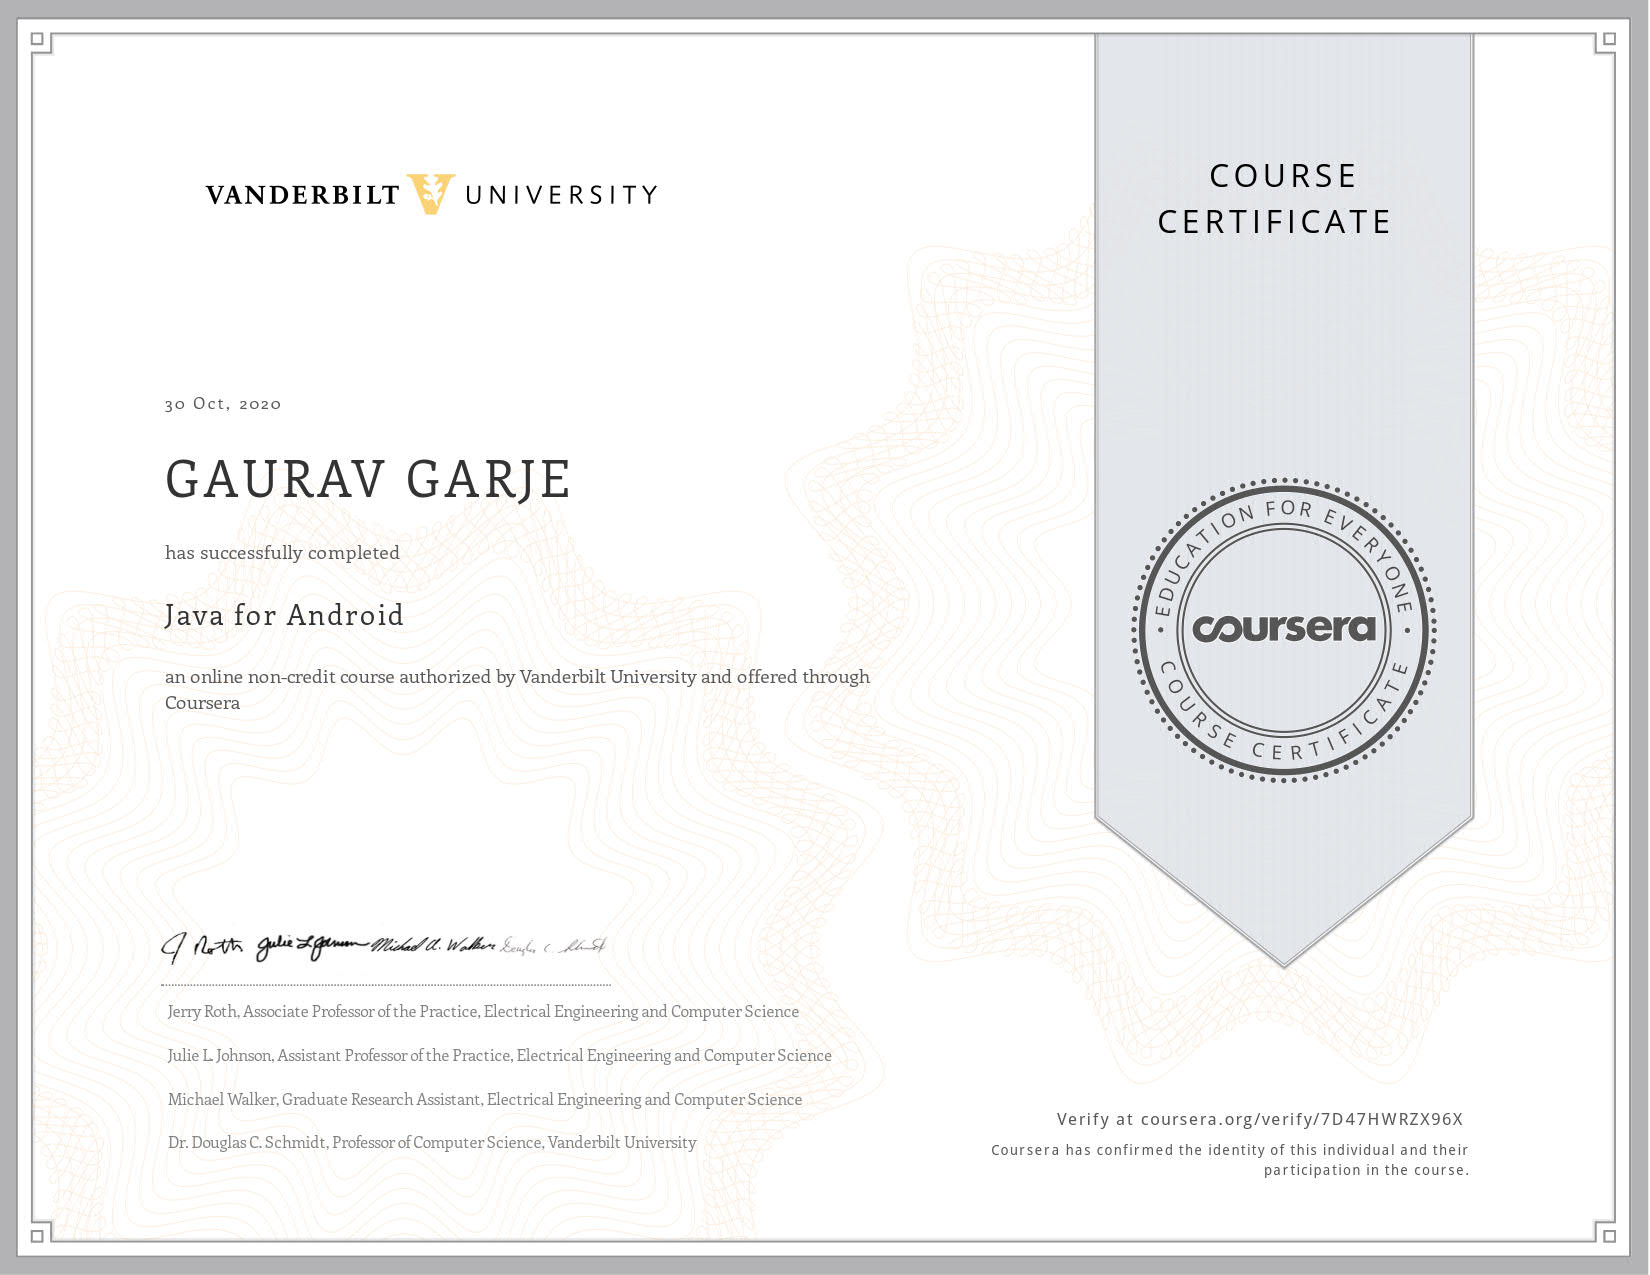 VANDERBILT UNIVERSITY
COURSE
CERTIFICATE
30 Oct, 2020
GAURAV GARJE
has successfully completed
Java for Android
an online non-credit course authorized by Vanderbilt University and offered through
Coursera
EDUCATION FOR EVERYONE
coursera
COURSE CERTIFICATE
J Roth Julie L Johnson Michael A. Walker Douglas C. Schmidt
Jerry Roth, Associate Professor of the Practice, Electrical Engineering and Computer Science
Julie L. Johnson, Assistant Professor of the Practice, Electrical Engineering and Computer Science
Michael Walker, Graduate Research Assistant, Electrical Engineering and Computer Science
Dr. Douglas C. Schmidt, Professor of Computer Science, Vanderbilt University
Verify at coursera.org/verify/7D47HWRZX96X
Coursera has confirmed the identity of this individual and their
participation in the course.